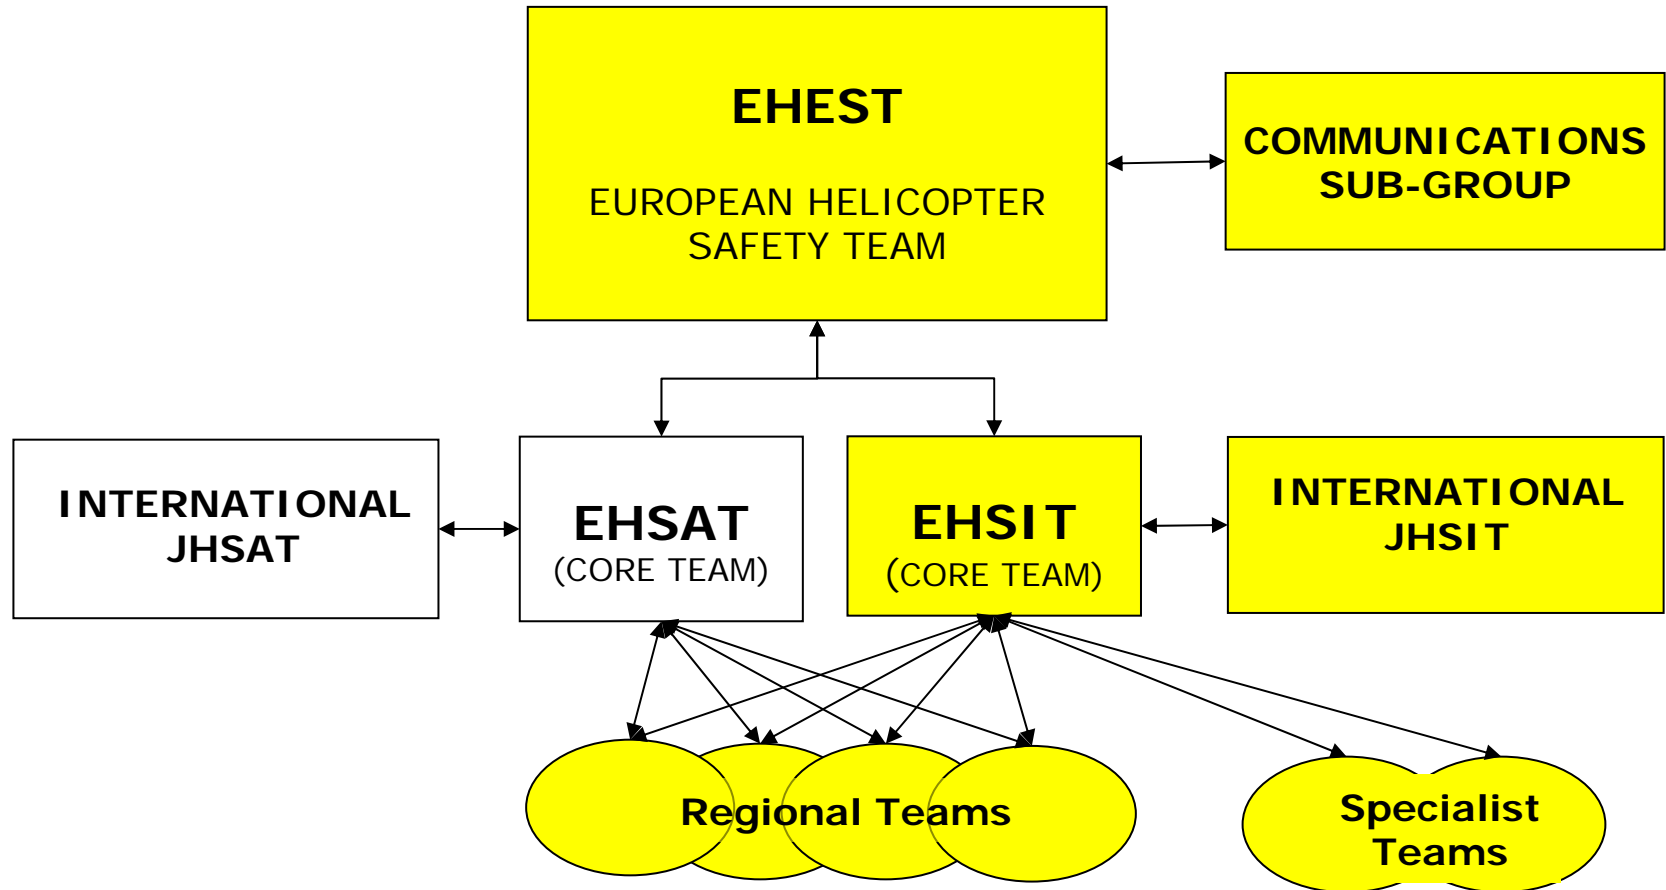 EHEST
EUROPEAN HELICOPTER
SAFETY TEAM
COMMUNICATIONS
SUB-GROUP
INTERNATIONAL
JHSAT
EHSAT
(CORE TEAM)
EHSIT
(CORE TEAM)
INTERNATIONAL
JHSIT
Regional Teams
Specialist
Teams